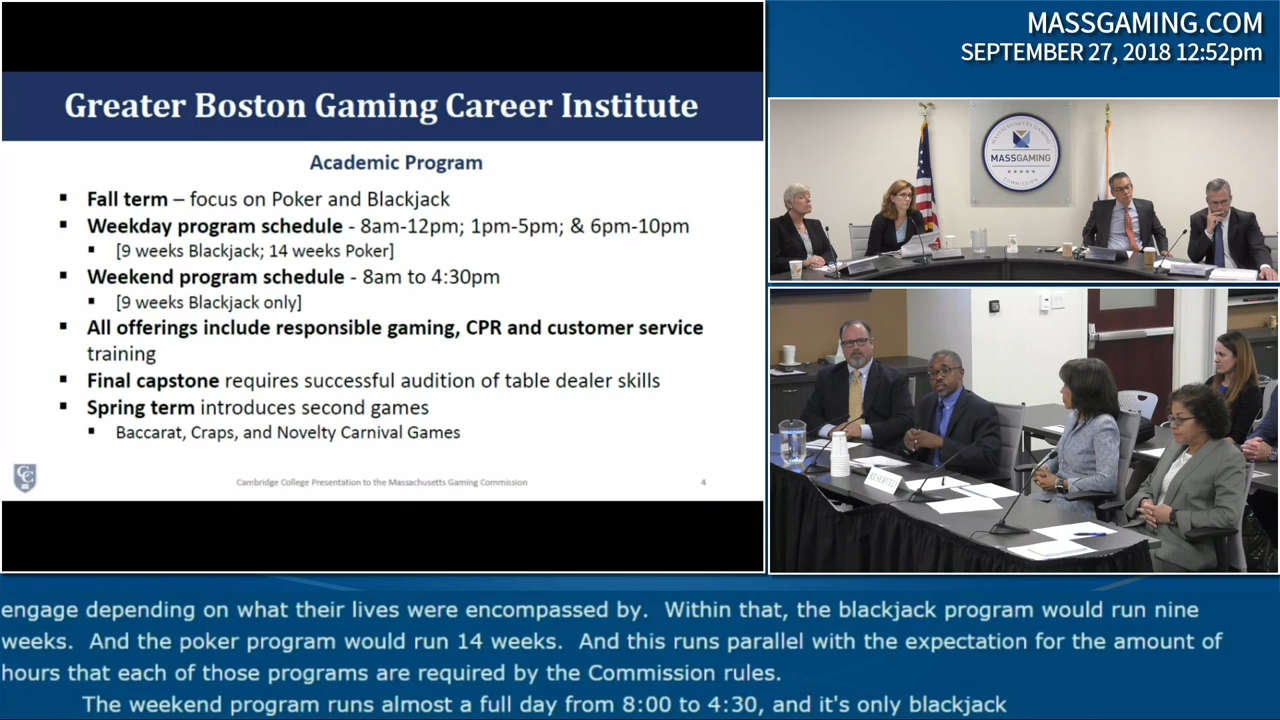 MASSGAMING.COM
SEPTEMBER 27, 2018 12:52pm
Greater Boston Gaming Career Institute
Academic Program
▪ Fall term – focus on Poker and Blackjack
▪ Weekday program schedule - 8am-12pm; 1pm-5pm; & 6pm-10pm
▪ [9 weeks Blackjack; 14 weeks Poker]
▪ Weekend program schedule - 8am to 4:30pm
▪ [9 weeks Blackjack only]
▪ All offerings include responsible gaming, CPR and customer service
training
▪ Final capstone requires successful audition of table dealer skills
▪ Spring term introduces second games
▪ Baccarat, Craps, and Novelty Carnival Games
Cambridge College Presentation to the Massachusetts Gaming Commission
4
MASSACHUSETTS GAMING
MASSGAMING
COMMISSION
RESERVED
engage depending on what their lives were encompassed by.  Within that, the blackjack program would run nine
weeks.  And the poker program would run 14 weeks.  And this runs parallel with the expectation for the amount of
hours that each of those programs are required by the Commission rules.
The weekend program runs almost a full day from 8:00 to 4:30, and it's only blackjack